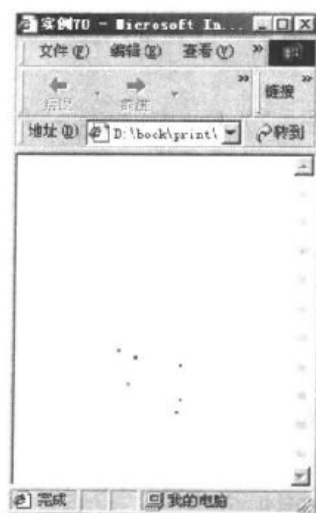 实例70 - Microsoft In...
文件(F) 编辑(E) 查看(V) »
后退 前进 » 链接 »
地址(D) D:\bock\print\ 转到
完成 我的电脑